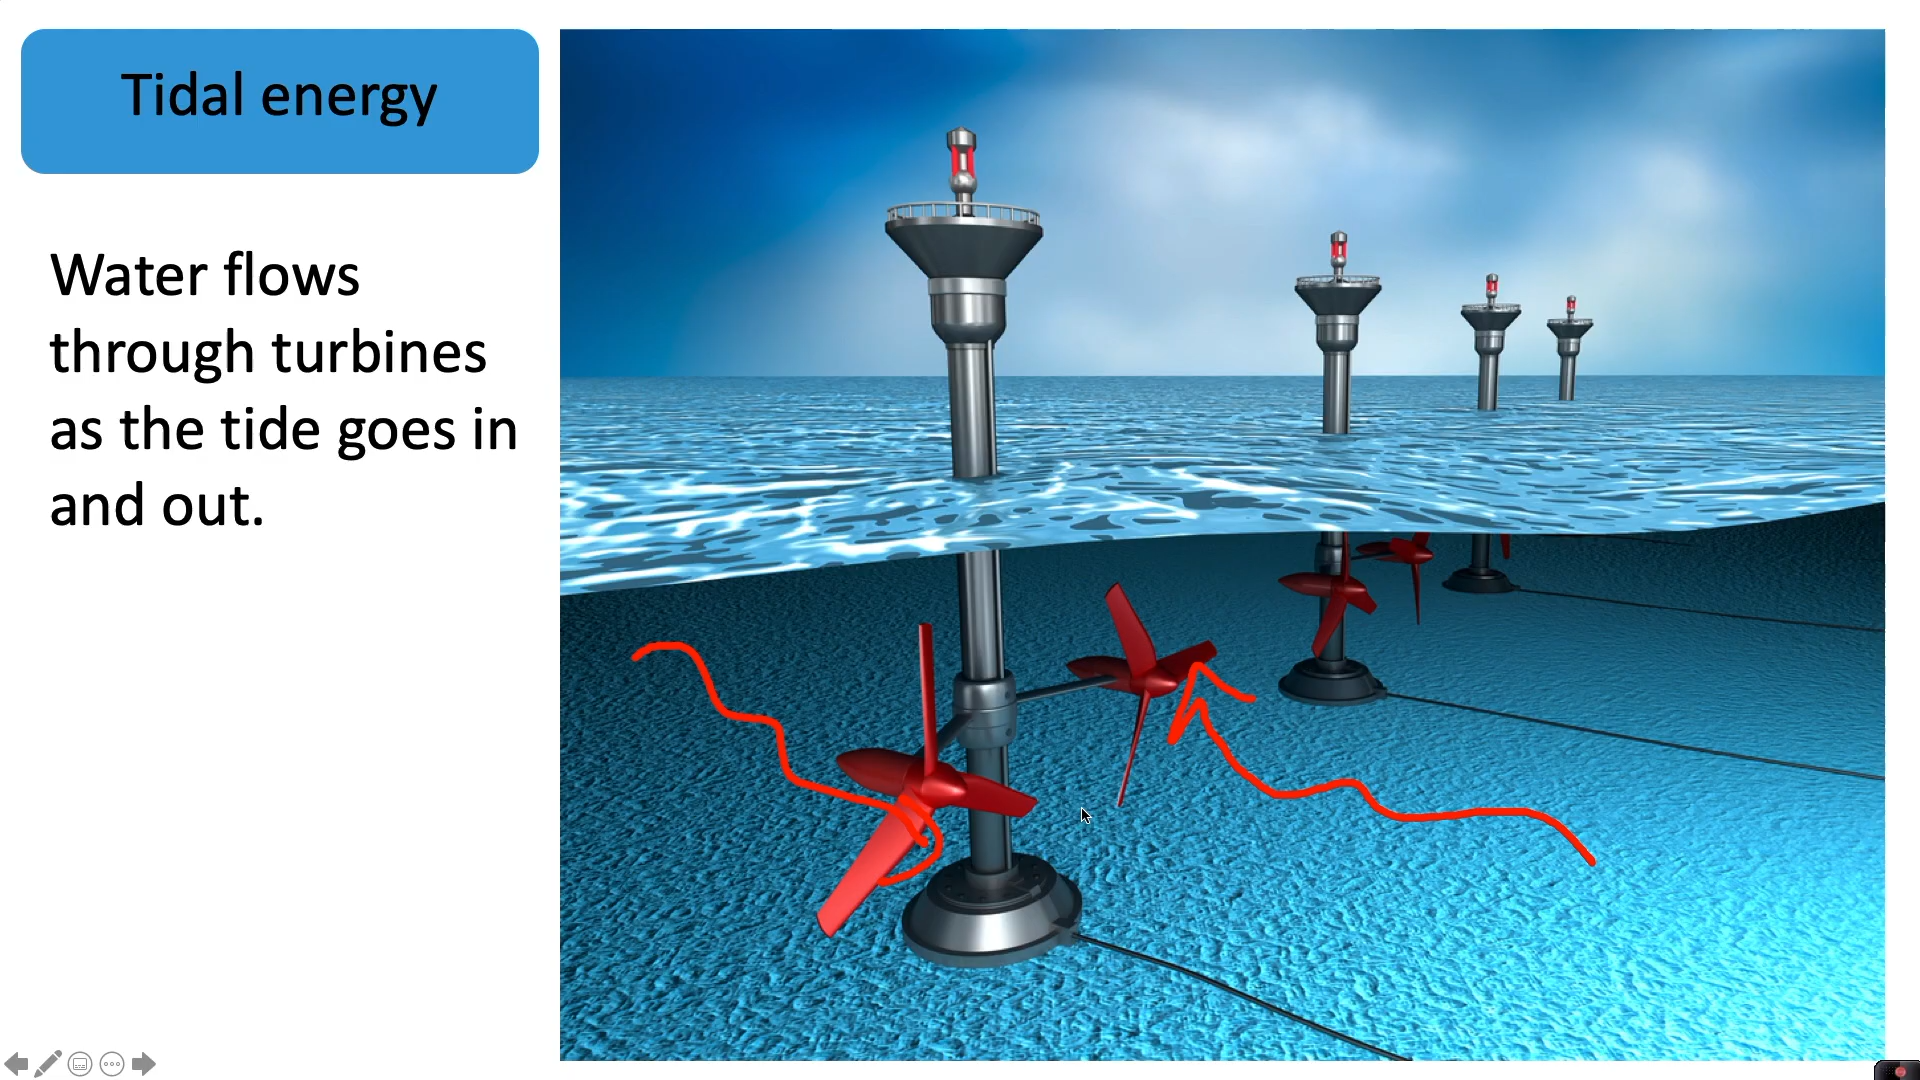 Tidal energy
Water flows
through turbines
as the tide goes in
and out.